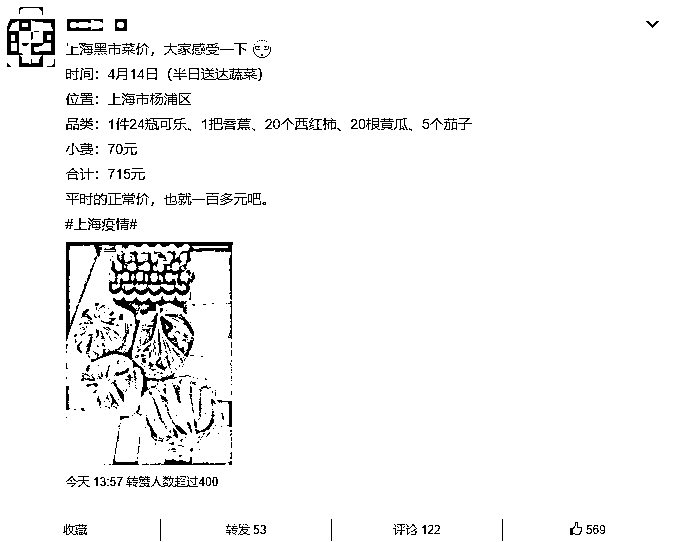 上海黑市菜价，大家感受一下
时间：4月14日（半日送达蔬菜）
位置：上海市杨浦区
品类：1件24瓶可乐、1把香蕉、20个西红柿、20根黄瓜、5个茄子
小费：70元
合计：715元
平时的正常价，也就一百多元吧。
#上海疫情#
今天 13:57 转赞人数超过400
收藏
转发 53
评论 122
569